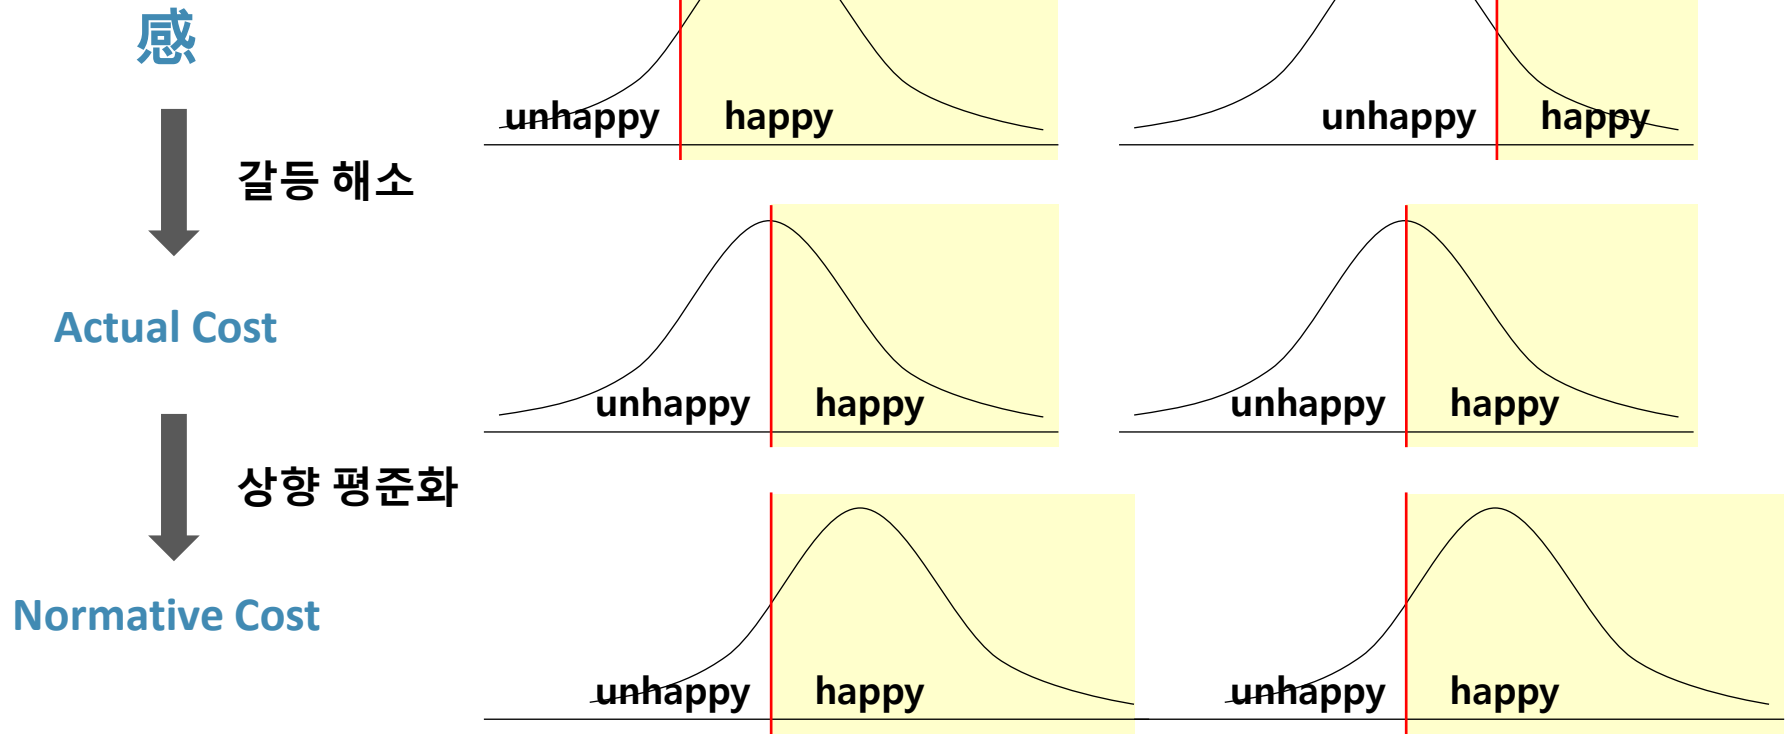 感
unhappy
happy
unhappy
happy
갈등 해소
Actual Cost
unhappy
happy
unhappy
happy
상향 평준화
Normative Cost
unhappy
happy
unhappy
happy